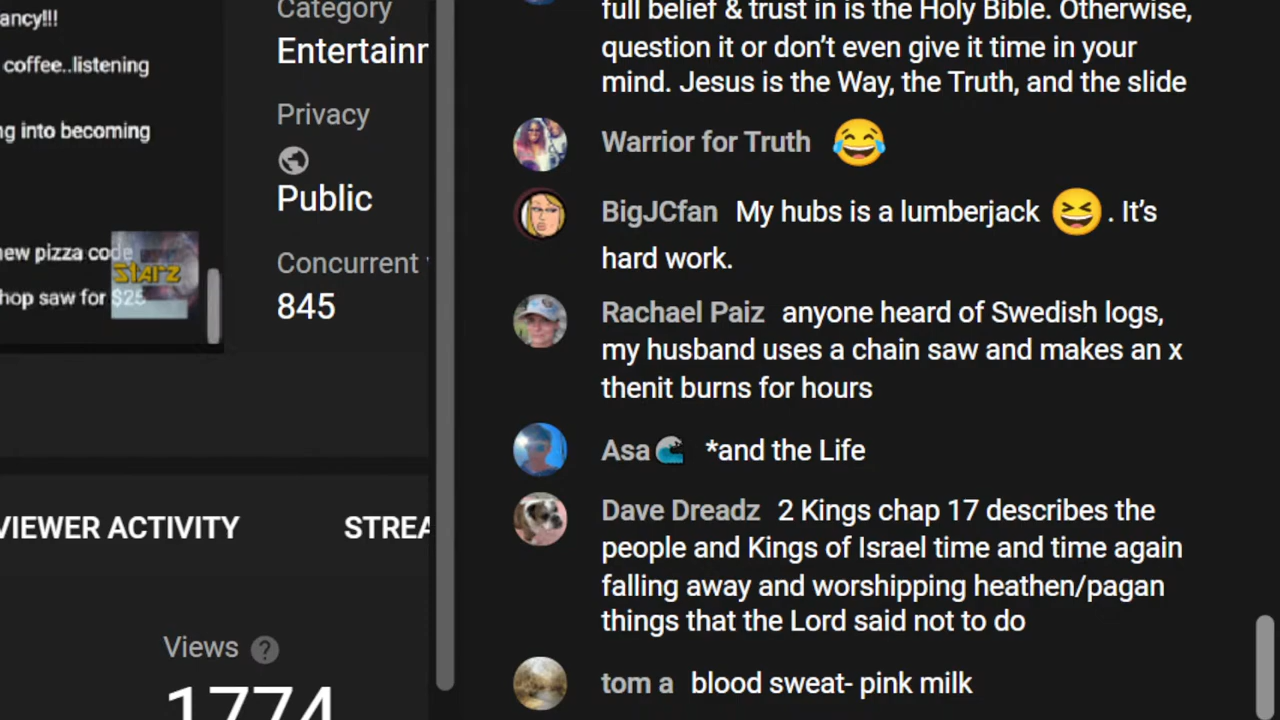 ancy!!!
coffee..listening
ng into becoming
new pizza code
hop saw for $25
STARZ
Category
Entertainm
Privacy
Public
Concurrent
845
VIEWER ACTIVITY
STREA
Views ?
1774
full belief & trust in is the Holy Bible. Otherwise,
question it or don’t even give it time in your
mind. Jesus is the Way, the Truth, and the slide
Warrior for Truth 😂
BigJCfan My hubs is a lumberjack 😆. It’s
hard work.
Rachael Paiz anyone heard of Swedish logs,
my husband uses a chain saw and makes an x
thenit burns for hours
Asa🌊 *and the Life
Dave Dreadz 2 Kings chap 17 describes the
people and Kings of Israel time and time again
falling away and worshipping heathen/pagan
things that the Lord said not to do
tom a blood sweat- pink milk